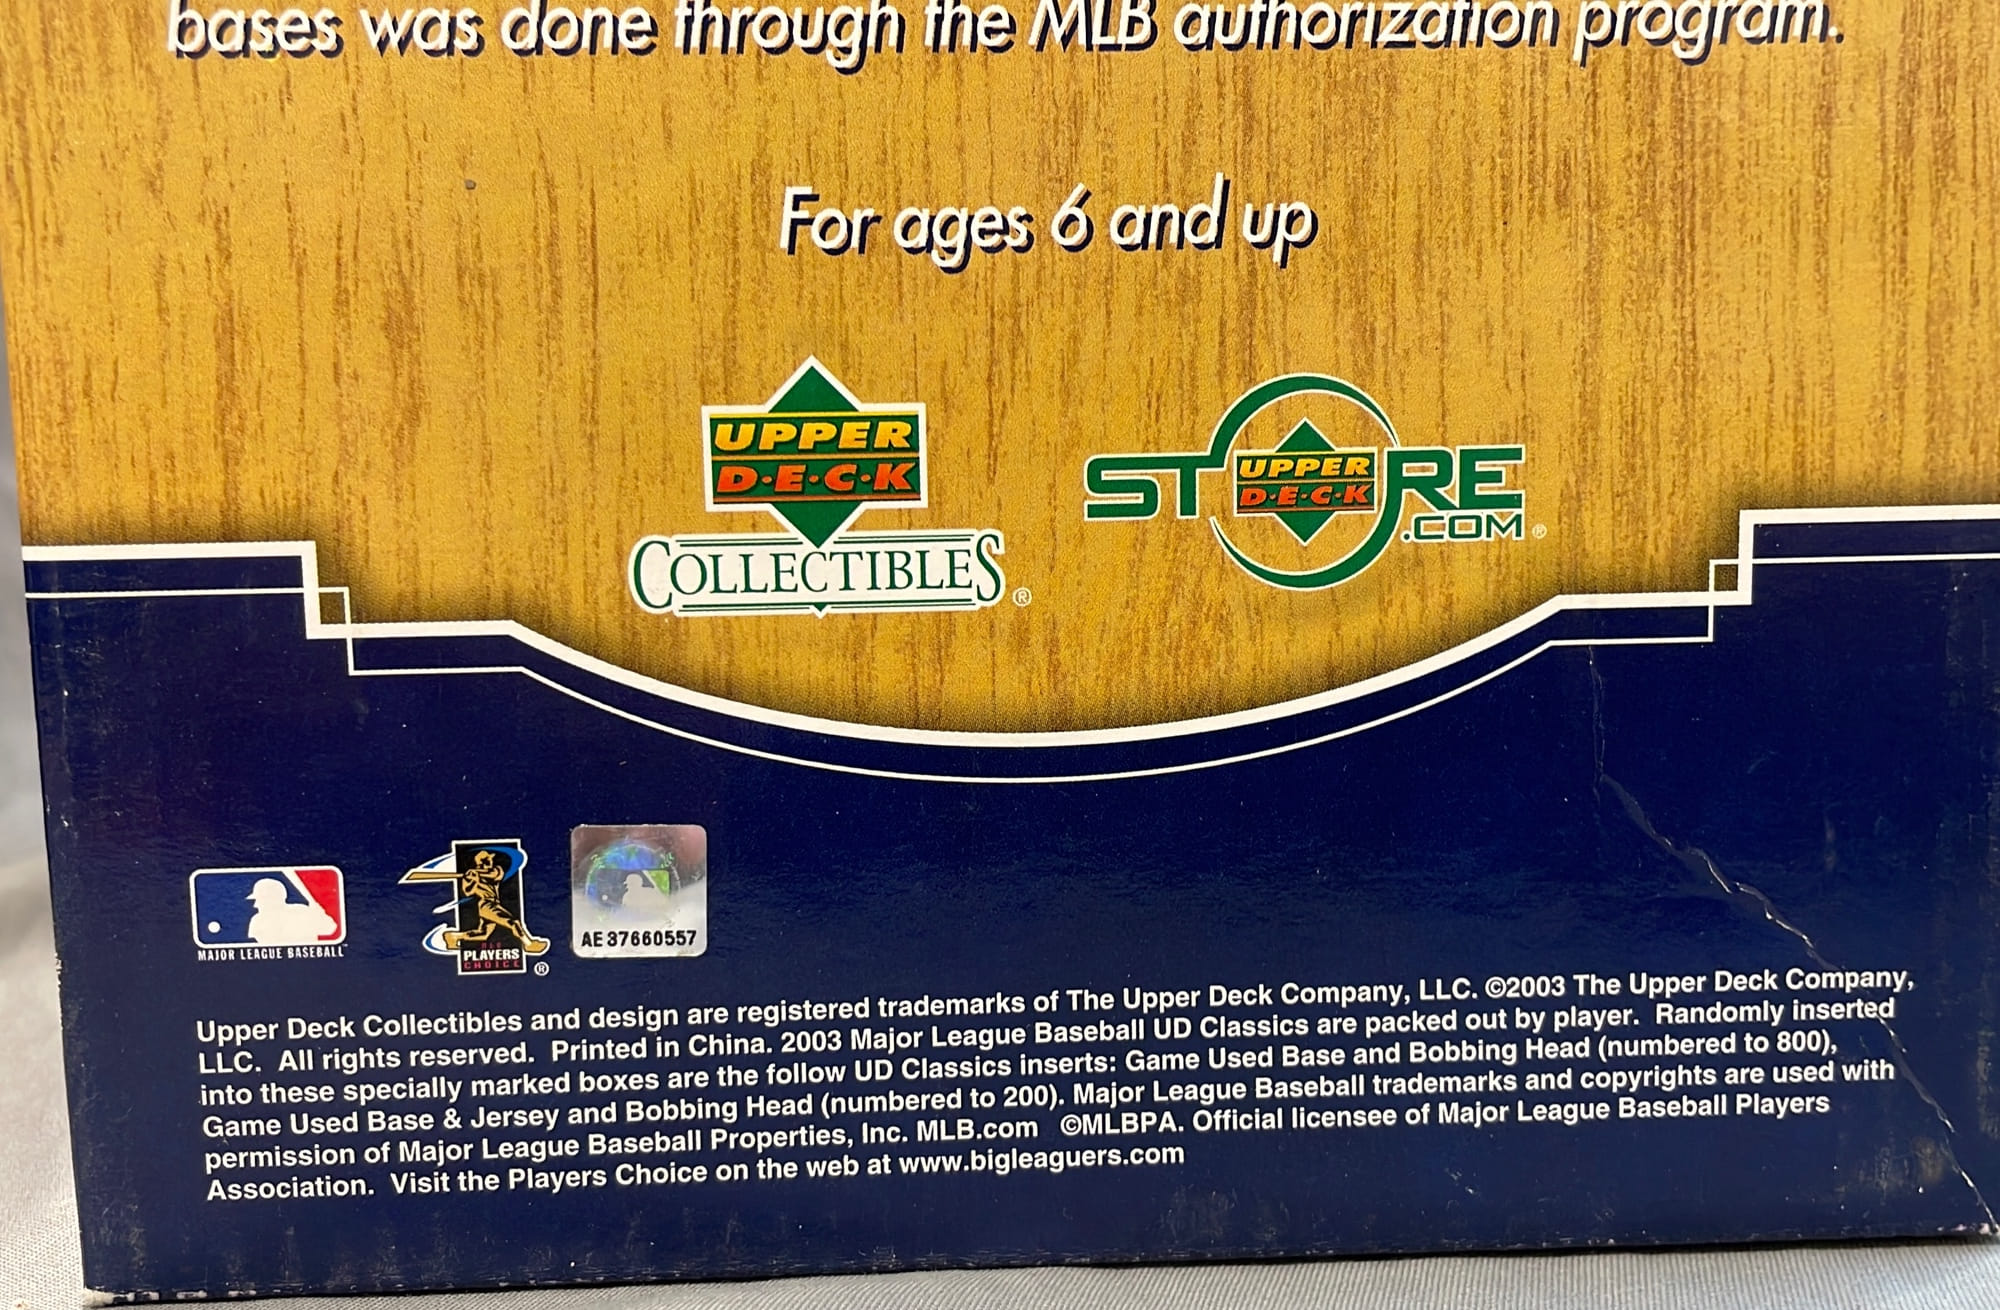 bases was done through the MLB authorization program.
For ages 6 and up
UPPER
D·E·C·K
COLLECTIBLES ®
STORE
UPPER
D·E·C·K
.COM ®
MAJOR LEAGUE BASEBALL™
MLB
PLAYERS
CHOICE
®
AE 37660557
Upper Deck Collectibles and design are registered trademarks of The Upper Deck Company, LLC. ©2003 The Upper Deck Company,
LLC. All rights reserved. Printed in China. 2003 Major League Baseball UD Classics are packed out by player. Randomly inserted
into these specially marked boxes are the follow UD Classics inserts: Game Used Base and Bobbing Head (numbered to 800),
Game Used Base & Jersey and Bobbing Head (numbered to 200). Major League Baseball trademarks and copyrights are used with
permission of Major League Baseball Properties, Inc. MLB.com ©MLBPA. Official licensee of Major League Baseball Players
Association. Visit the Players Choice on the web at www.bigleaguers.com